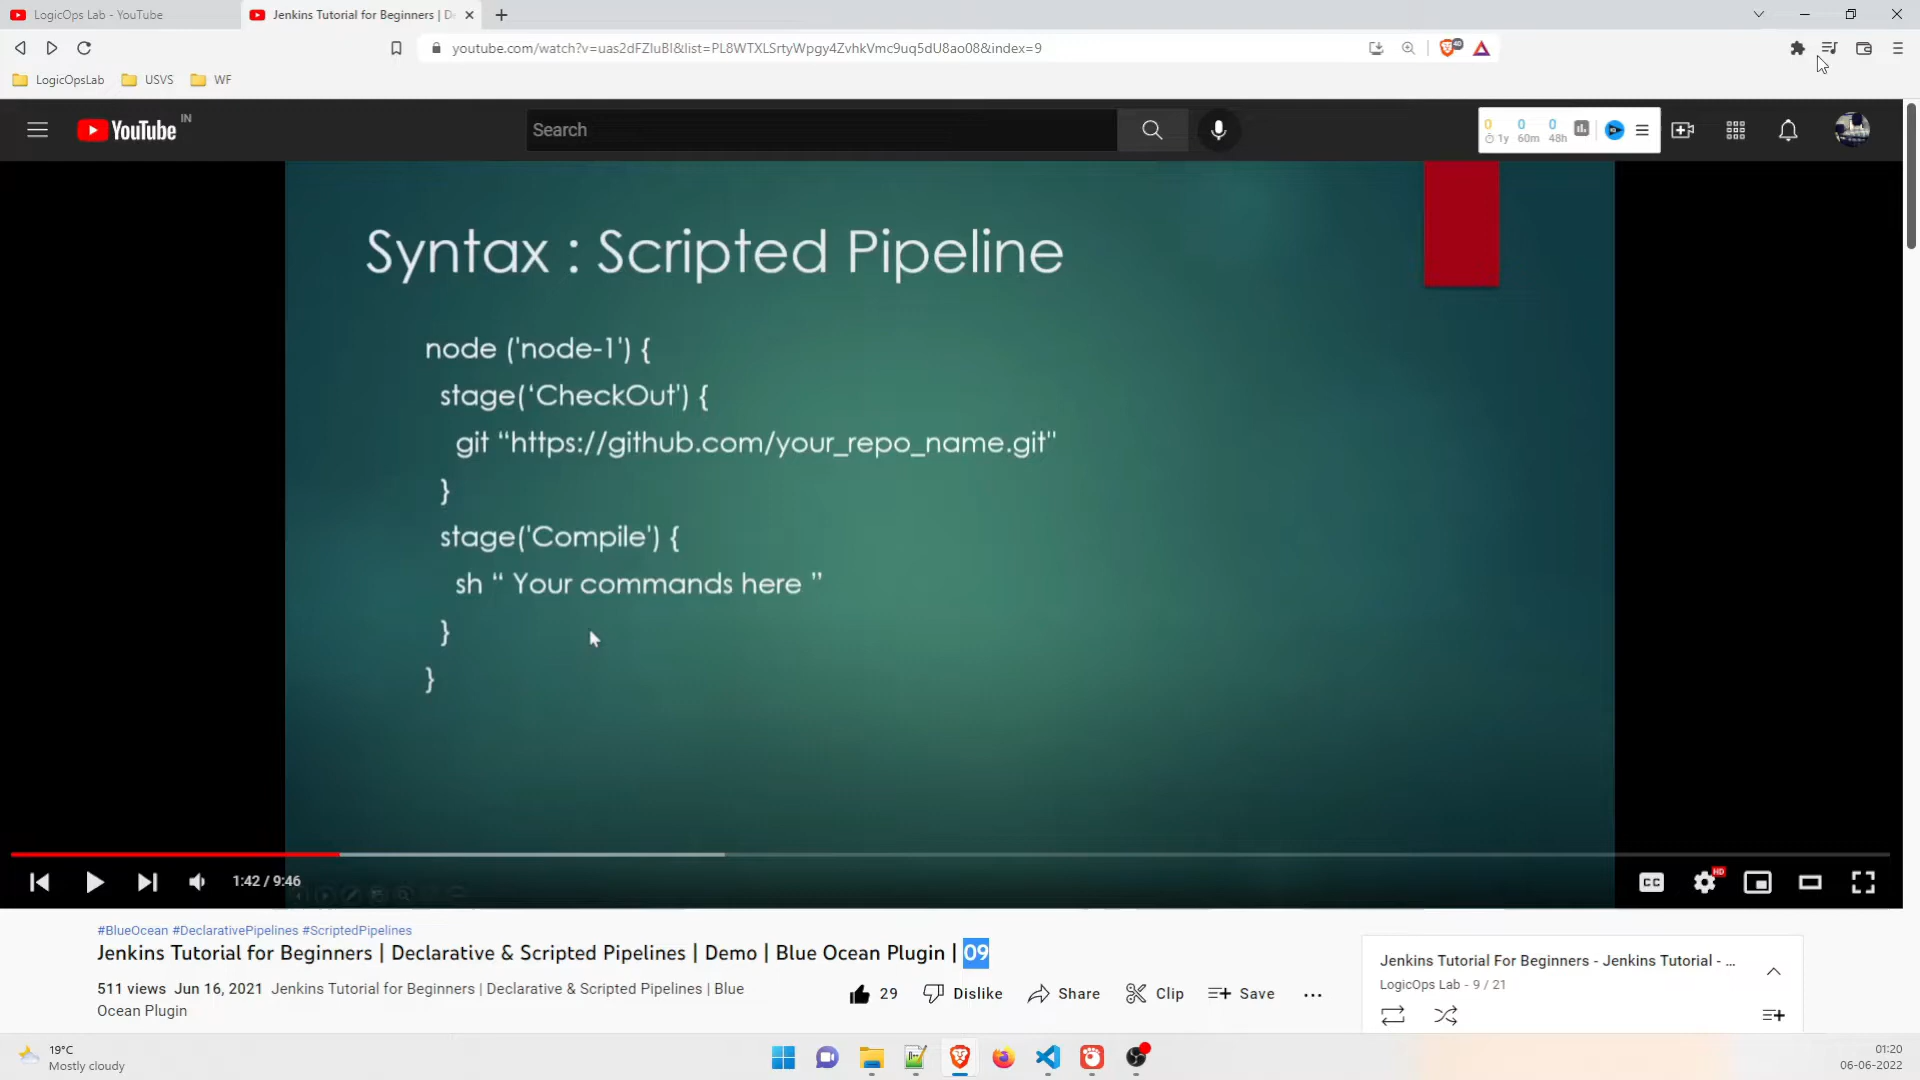 LogicOps Lab - YouTube
Jenkins Tutorial for Beginners | D
youtube.com/watch?v=uas2dFZIuBI&list=PL8WTXLSrtyWpgy4ZvhkVmc9uq5dU8ao08&index=9
40
LogicOpsLab
USVS
WF
YouTube IN
Search
0 0 0
1y 60m 48h
Syntax : Scripted Pipeline
node ('node-1') {
stage(‘CheckOut') {
git “https://github.com/your_repo_name.git"
}
stage('Compile') {
sh “ Your commands here ”
}
}
1:42 / 9:46
CC
HD
#BlueOcean #DeclarativePipelines #ScriptedPipelines
Jenkins Tutorial for Beginners | Declarative & Scripted Pipelines | Demo | Blue Ocean Plugin | 09
511 views Jun 16, 2021 Jenkins Tutorial for Beginners | Declarative & Scripted Pipelines | Blue
Ocean Plugin
29
Dislike
Share
Clip
Save
Jenkins Tutorial For Beginners - Jenkins Tutorial - ...
LogicOps Lab - 9 / 21
19°C
Mostly cloudy
01:20
06-06-2022